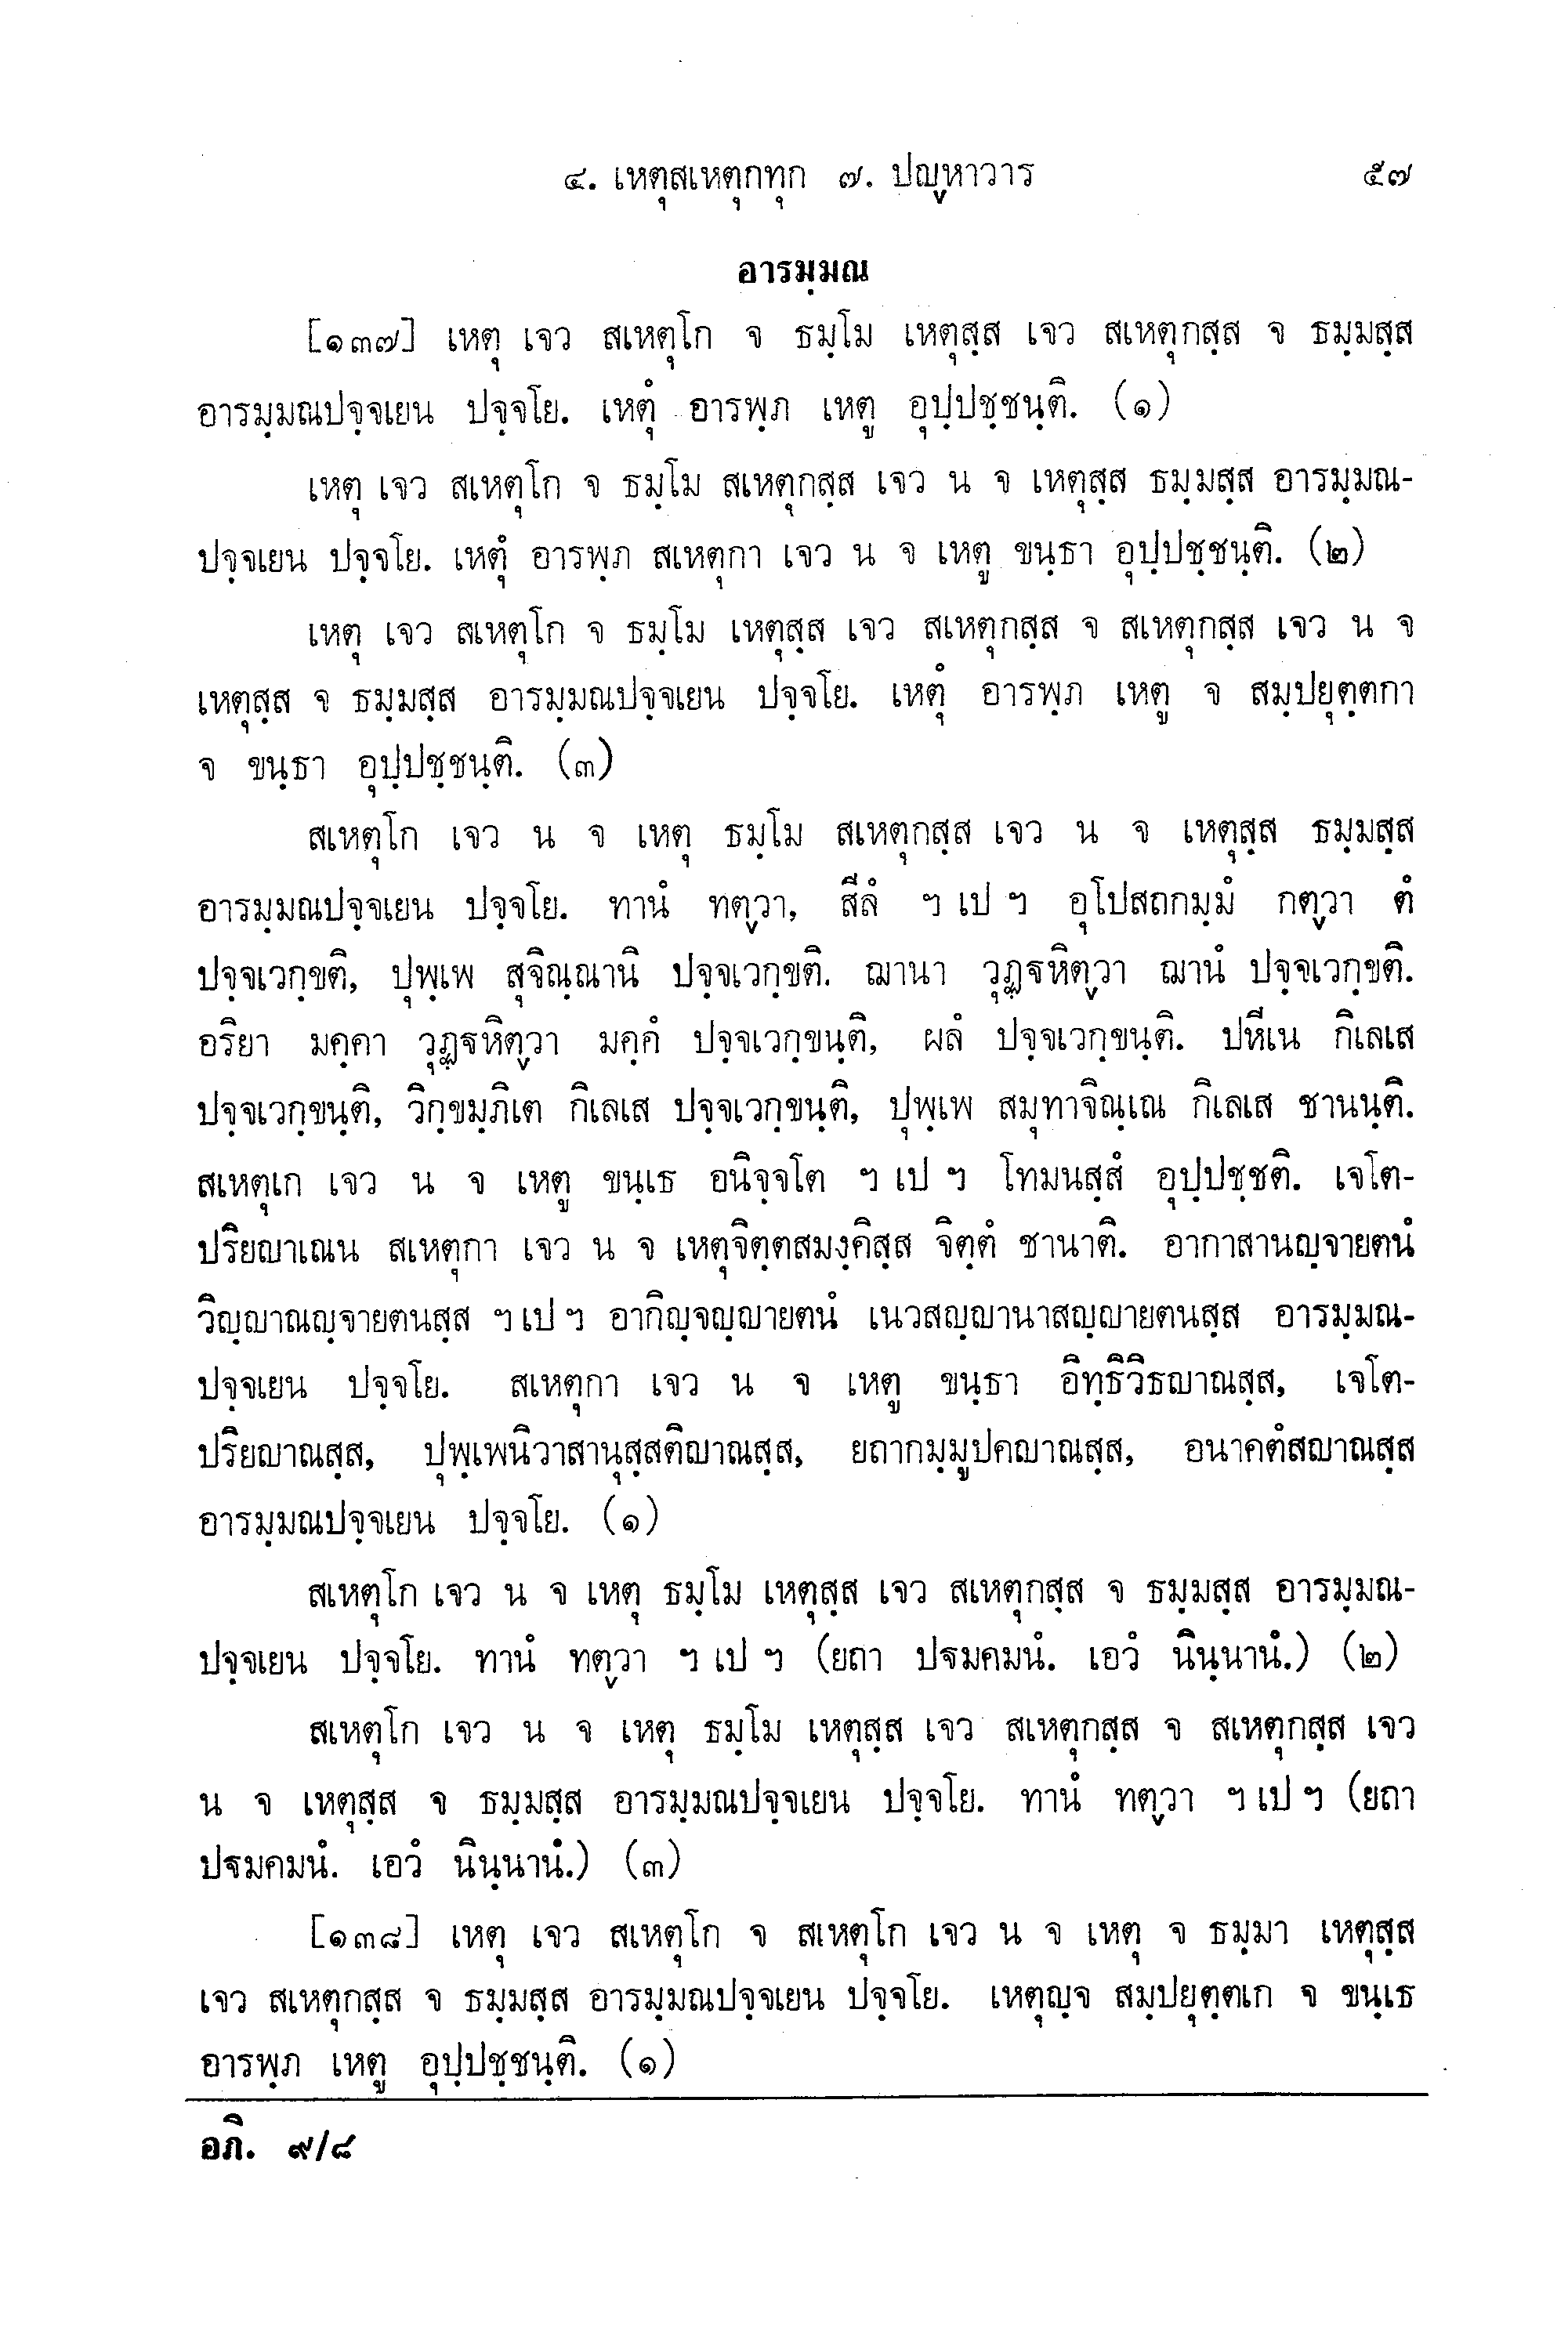 ๔. เหตุสเหตุกทุก ๗. ปญฺหาวาร ๕๗
อารมฺมณ
[๑๓๗] เหตุ เจว สเหตุโก จ ธมฺโม เหตุสฺส เจว สเหตุกสฺส จ ธมฺมสฺส
อารมฺมณปจฺจเยน ปจฺจโย. เหตุํ อารพฺภ เหตู อุปฺปชฺชนฺติ. (๑)
เหตุ เจว สเหตุโก จ ธมฺโม สเหตุกสฺส เจว น จ เหตุสฺส ธมฺมสฺส อารมฺมณ-
ปจฺจเยน ปจฺจโย. เหตุํ อารพฺภ สเหตุกา เจว น จ เหตู ขนฺธา อุปฺปชฺชนฺติ. (๒)
เหตุ เจว สเหตุโก จ ธมฺโม เหตุสฺส เจว สเหตุกสฺส จ สเหตุกสฺส เจว น จ
เหตุสฺส จ ธมฺมสฺส อารมฺมณปจฺจเยน ปจฺจโย. เหตุํ อารพฺภ เหตู จ สมฺปยุตฺตกา
จ ขนฺธา อุปฺปชฺชนฺติ. (๓)
สเหตุโก เจว น จ เหตุ ธมฺโม สเหตุกสฺส เจว น จ เหตุสฺส ธมฺมสฺส
อารมฺมณปจฺจเยน ปจฺจโย. ทานํ ทตฺวา, สีลํ ฯ เป ฯ อุโปสถกมฺมํ กตฺวา ตํ
ปจฺจเวกฺขติ, ปุพฺเพ สุจิณฺณานิ ปจฺจเวกฺขติ. ฌานา วุฏฺฐหิตฺวา ฌานํ ปจฺจเวกฺขติ.
อริยา มคฺคา วุฏฺฐหิตฺวา มคฺคํ ปจฺจเวกฺขนฺติ, ผลํ ปจฺจเวกฺขนฺติ. ปหีเน กิเลเส
ปจฺจเวกฺขนฺติ, วิกฺขมฺภิเต กิเลเส ปจฺจเวกฺขนฺติ, ปุพฺเพ สมุทาจิณฺเณ กิเลเส ชานนฺติ.
สเหตุเก เจว น จ เหตู ขนฺเธ อนิจฺจโต ฯ เป ฯ โทมนสฺสํ อุปฺปชฺชติ. เจโต-
ปริยญาเณน สเหตุกา เจว น จ เหตุจิตฺตสมงฺคิสฺส จิตฺตํ ชานาติ. อากาสานญฺจายตนํ
วิญฺญาณญฺจายตนสฺส ฯ เป ฯ อากิญฺจญฺญายตนํ เนวสญฺญานาสญฺญายตนสฺส อารมฺมณ-
ปจฺจเยน ปจฺจโย. สเหตุกา เจว น จ เหตู ขนฺธา อิทฺธิวิธญาณสฺส, เจโต-
ปริยญาณสฺส, ปุพฺเพนิวาสานุสฺสติญาณสฺส, ยถากมฺมูปคญาณสฺส, อนาคตํสญาณสฺส
อารมฺมณปจฺจเยน ปจฺจโย. (๑)
สเหตุโก เจว น จ เหตุ ธมฺโม เหตุสฺส เจว สเหตุกสฺส จ ธมฺมสฺส อารมฺมณ-
ปจฺจเยน ปจฺจโย. ทานํ ทตฺวา ฯ เป ฯ (ยถา ปฐมคมนํ. เอวํ นินฺนานํ.) (๒)
สเหตุโก เจว น จ เหตุ ธมฺโม เหตุสฺส เจว สเหตุกสฺส จ สเหตุกสฺส เจว
น จ เหตุสฺส จ ธมฺมสฺส อารมฺมณปจฺจเยน ปจฺจโย. ทานํ ทตฺวา ฯ เป ฯ (ยถา
ปฐมคมนํ. เอวํ นินฺนานํ.) (๓)
[๑๓๘] เหตุ เจว สเหตุโก จ สเหตุโก เจว น จ เหตุ จ ธมฺมา เหตุสฺส
เจว สเหตุกสฺส จ ธมฺมสฺส อารมฺมณปจฺจเยน ปจฺจโย. เหตุญฺจ สมฺปยุตฺตเก จ ขนฺเธ
อารพฺภ เหตู อุปฺปชฺชนฺติ. (๑)
อภิ. ๙/๘